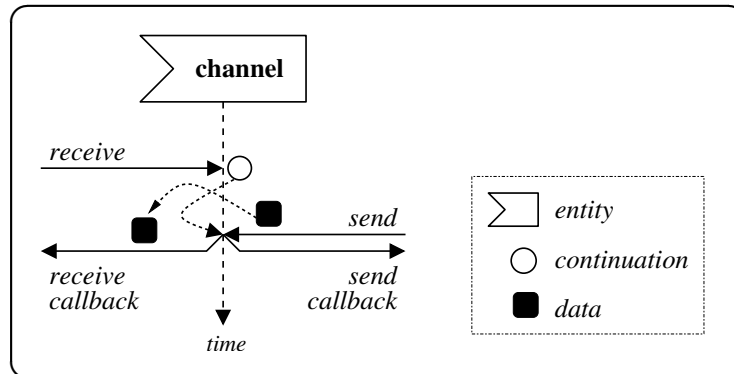 channel
receive
send
receive
callback
send
callback
time
entity
continuation
data